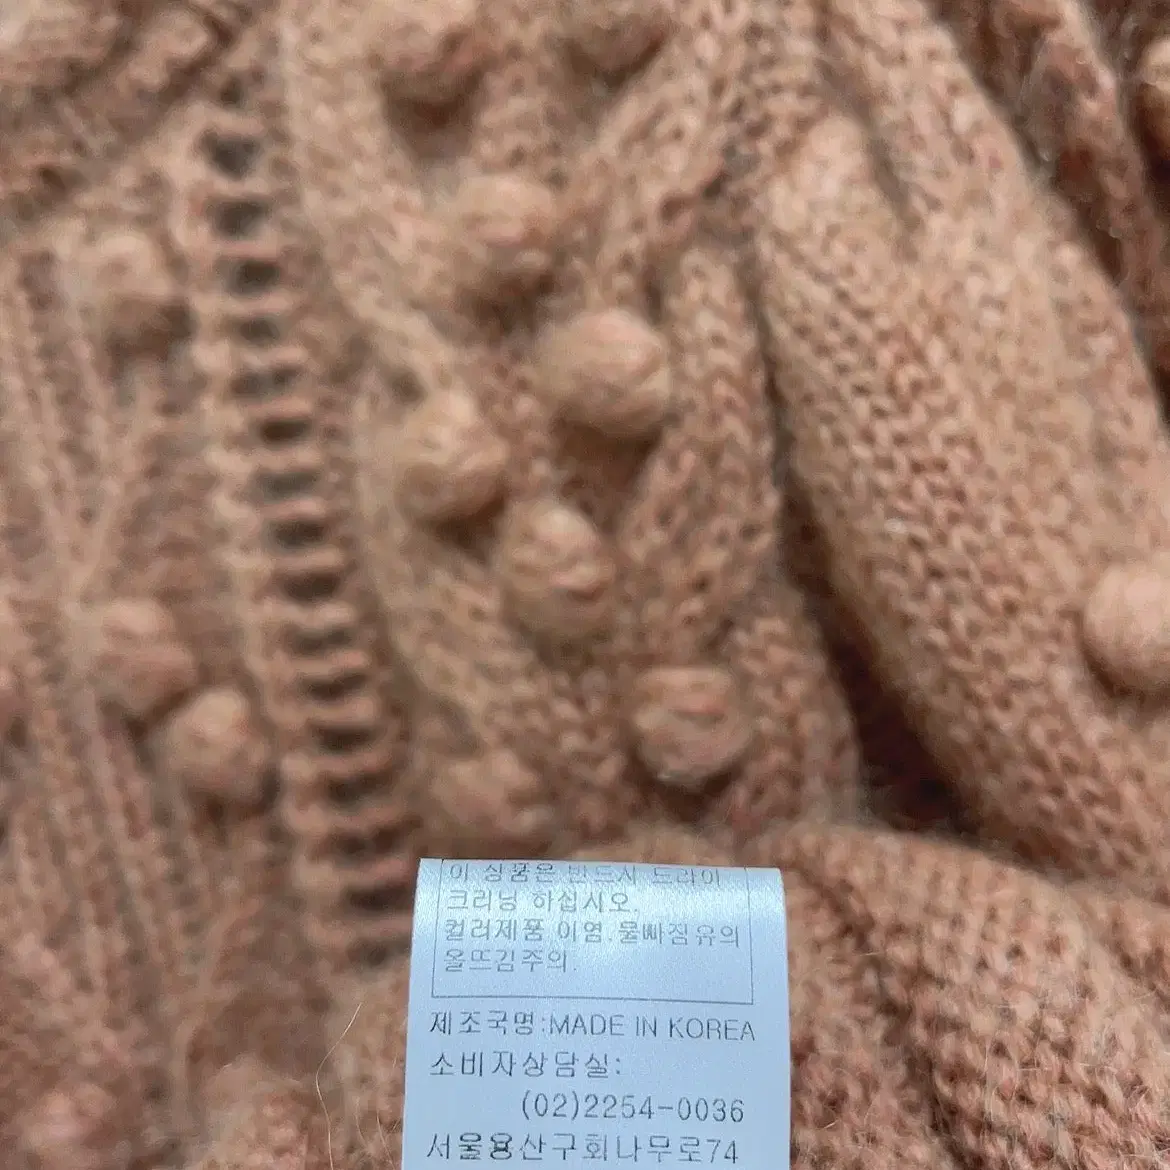 이 상품은 반드시 드라이
크리닝 하십시오.
컬러제품 이염.물빠짐유의
올뜨김주의.
제조국명:MADE IN KOREA
소비자상담실:
(02)2254-0036
서울용산구회나무로74